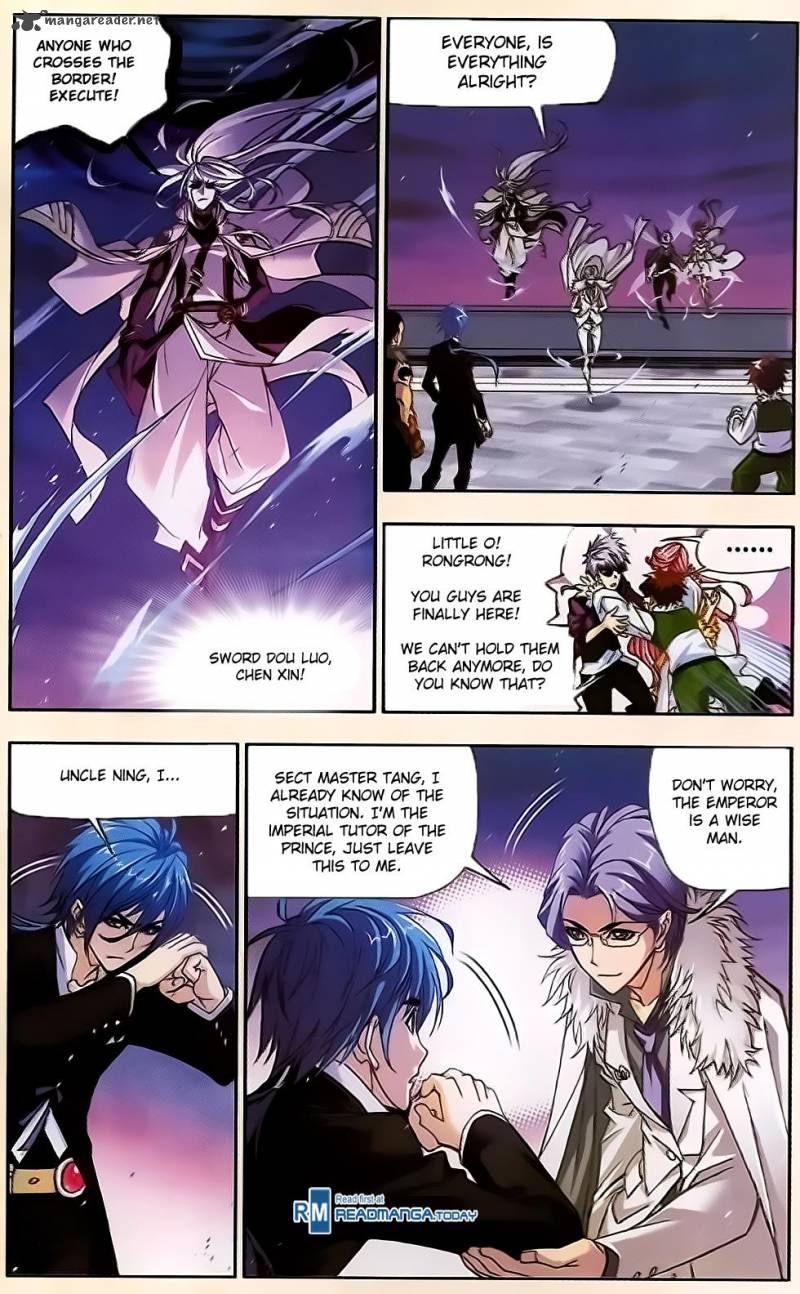 mangareader.net
ANYONE WHO
CROSSES THE
BORDER!
EXECUTE!
SWORD DOU LUO,
CHEN XIN!
EVERYONE, IS
EVERYTHING
ALRIGHT?
LITTLE O!
RONGRONG!
YOU GUYS ARE
FINALLY HERE!
WE CAN'T HOLD THEM
BACK ANYMORE, DO
YOU KNOW THAT?
......
UNCLE NING, I...
SECT MASTER TANG, I
ALREADY KNOW OF THE
SITUATION. I'M THE
IMPERIAL TUTOR OF THE
PRINCE, JUST LEAVE
THIS TO ME.
DON'T WORRY,
THE EMPEROR
IS A WISE
MAN.
RM
Read first at
READMANGA.TODAY